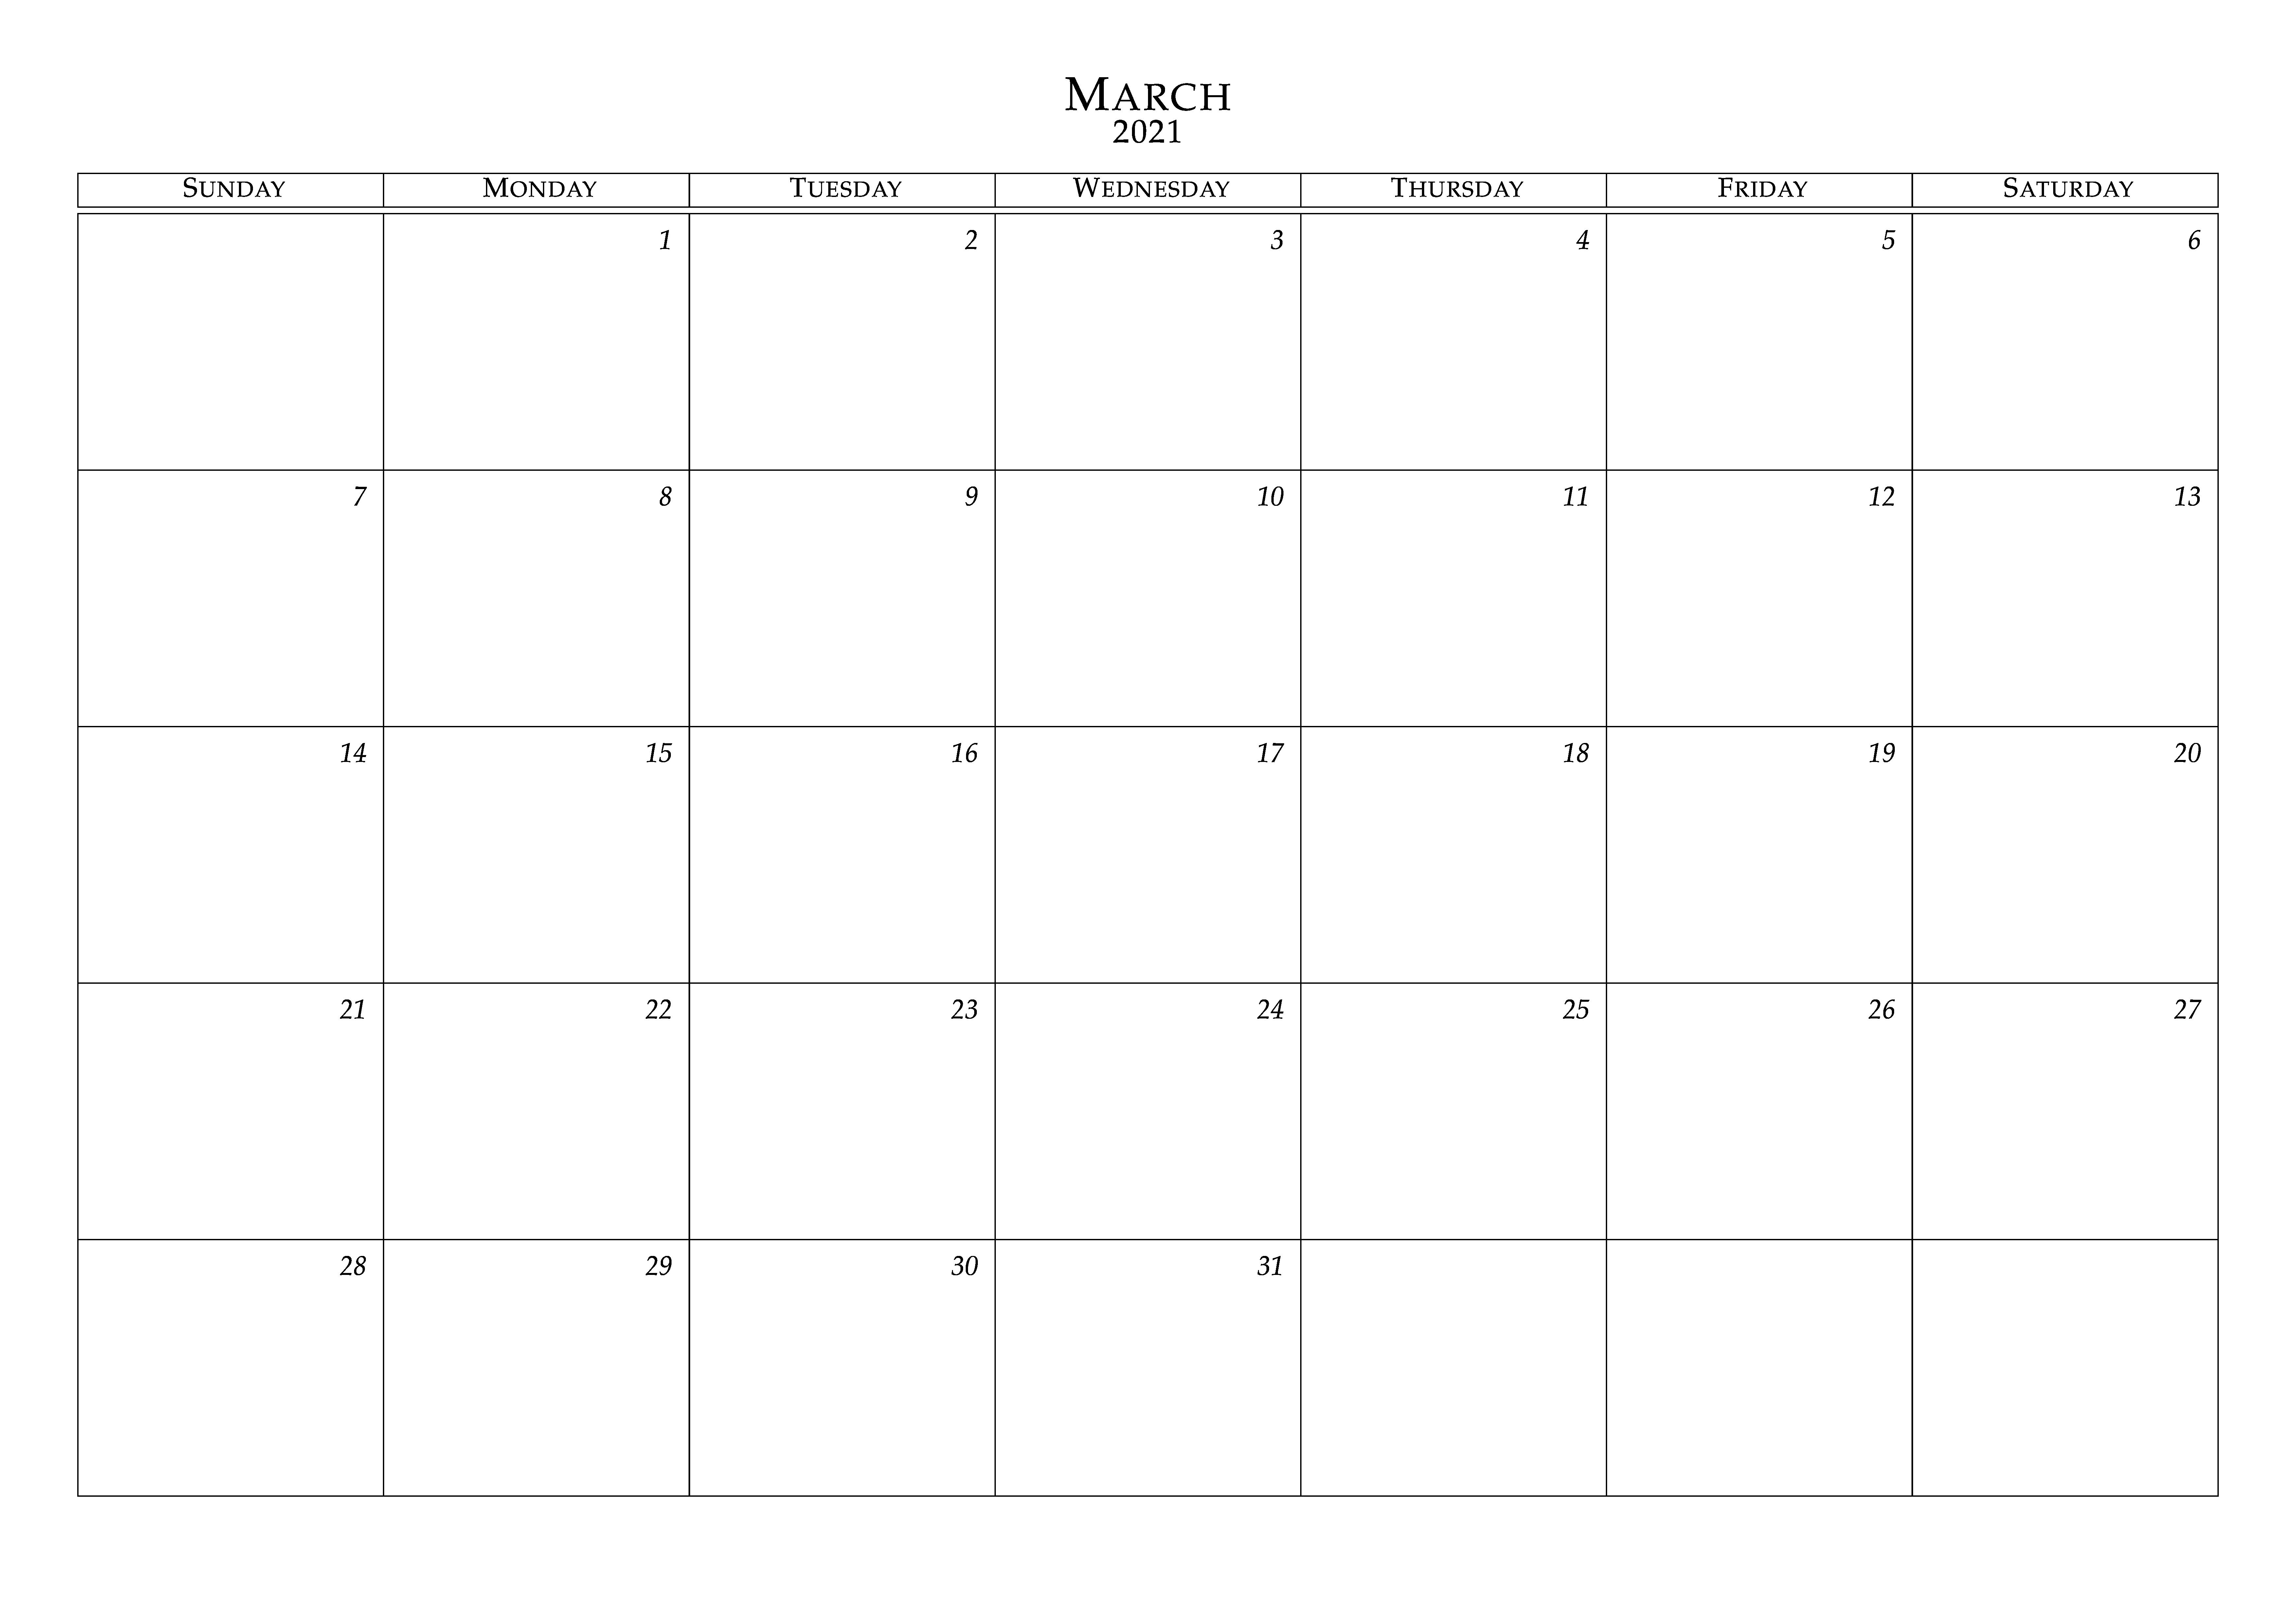 MARCH
2021
SUNDAY MONDAY TUESDAY WEDNESDAY THURSDAY FRIDAY SATURDAY
1 2 3 4 5 6
7 8 9 10 11 12 13
14 15 16 17 18 19 20
21 22 23 24 25 26 27
28 29 30 31